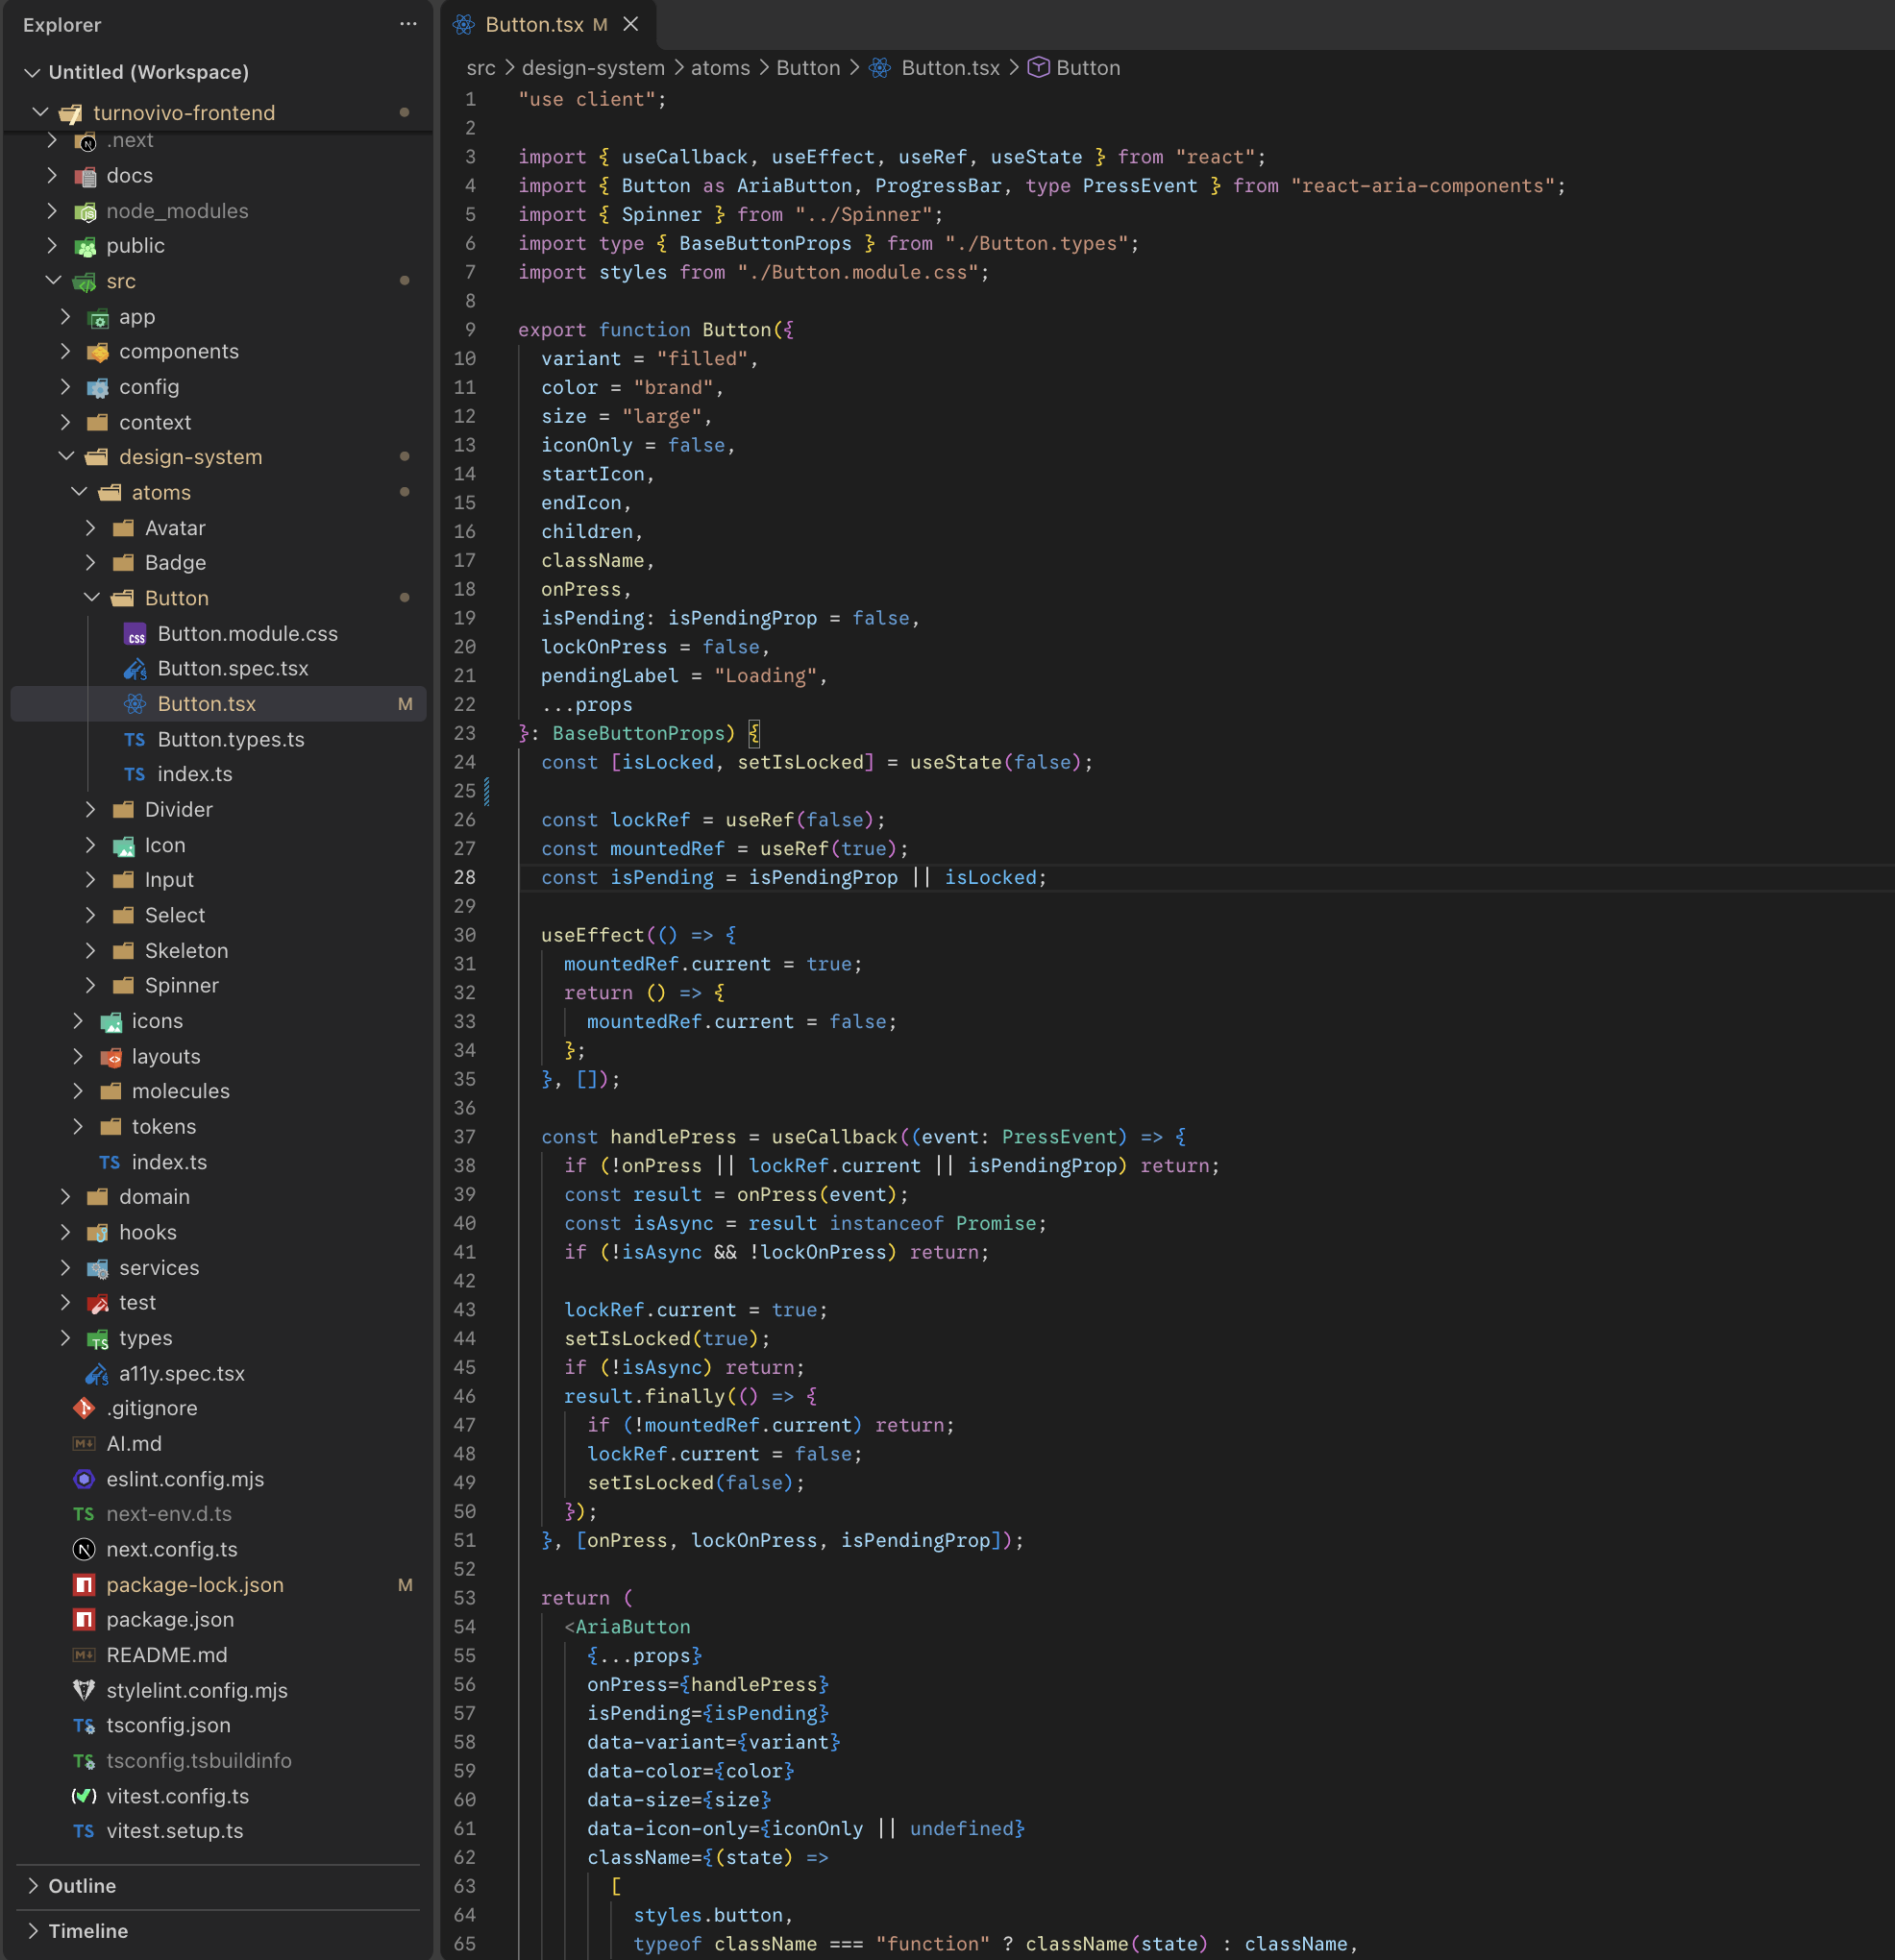 Explorer
Untitled (Workspace)
turnovivo-frontend
.next
docs
node_modules
public
src
app
components
config
context
design-system
atoms
Avatar
Badge
Button
Button.module.css
Button.spec.tsx
Button.tsx M
TS Button.types.ts
TS index.ts
Divider
Icon
Input
Select
Skeleton
Spinner
icons
layouts
molecules
tokens
TS index.ts
domain
hooks
services
test
types
a11y.spec.tsx
.gitignore
AI.md
eslint.config.mjs
TS next-env.d.ts
next.config.ts
package-lock.json M
package.json
README.md
stylelint.config.mjs
tsconfig.json
tsconfig.tsbuildinfo
vitest.config.ts
TS vitest.setup.ts
Outline
Timeline
Button.tsx M
src > design-system > atoms > Button > Button.tsx > Button
1 "use client";
2
3 import { useCallback, useEffect, useRef, useState } from "react";
4 import { Button as AriaButton, ProgressBar, type PressEvent } from "react-aria-components";
5 import { Spinner } from "../Spinner";
6 import type { BaseButtonProps } from "./Button.types";
7 import styles from "./Button.module.css";
8
9 export function Button({
10 variant = "filled",
11 color = "brand",
12 size = "large",
13 iconOnly = false,
14 startIcon,
15 endIcon,
16 children,
17 className,
18 onPress,
19 isPending: isPendingProp = false,
20 lockOnPress = false,
21 pendingLabel = "Loading",
22 ...props
23 }: BaseButtonProps) {
24 const [isLocked, setIsLocked] = useState(false);
25
26 const lockRef = useRef(false);
27 const mountedRef = useRef(true);
28 const isPending = isPendingProp || isLocked;
29
30 useEffect(() => {
31 mountedRef.current = true;
32 return () => {
33 mountedRef.current = false;
34 };
35 }, []);
36
37 const handlePress = useCallback((event: PressEvent) => {
38 if (!onPress || lockRef.current || isPendingProp) return;
39 const result = onPress(event);
40 const isAsync = result instanceof Promise;
41 if (!isAsync && !lockOnPress) return;
42
43 lockRef.current = true;
44 setIsLocked(true);
45 if (!isAsync) return;
46 result.finally(() => {
47 if (!mountedRef.current) return;
48 lockRef.current = false;
49 setIsLocked(false);
50 });
51 }, [onPress, lockOnPress, isPendingProp]);
52
53 return (
54 <AriaButton
55 {...props}
56 onPress={handlePress}
57 isPending={isPending}
58 data-variant={variant}
59 data-color={color}
60 data-size={size}
61 data-icon-only={iconOnly || undefined}
62 className={(state) =>
63 [
64 styles.button,
65 typeof className === "function" ? className(state) : className,